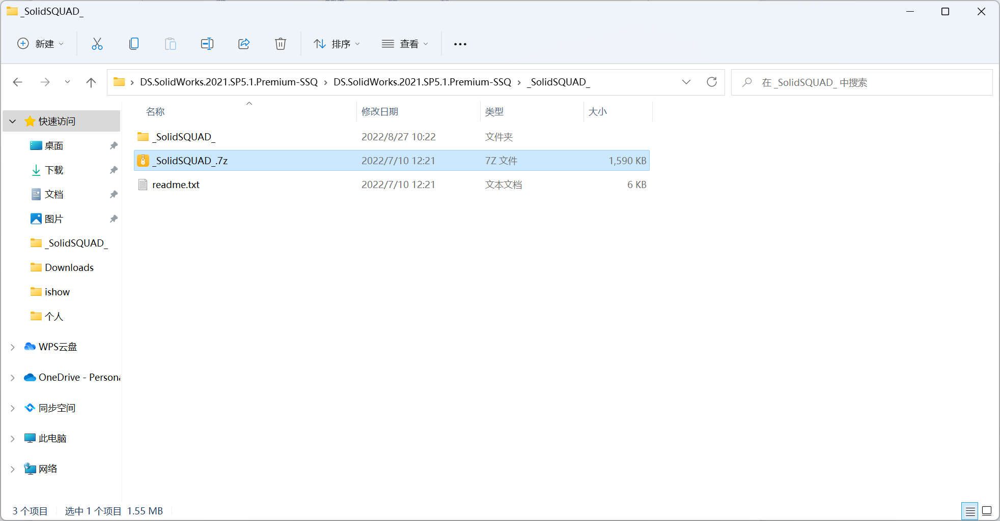 _SolidSQUAD_
新建
排序
查看
DS.SolidWorks.2021.SP5.1.Premium-SSQ > DS.SolidWorks.2021.SP5.1.Premium-SSQ > _SolidSQUAD_
在 _SolidSQUAD_ 中搜索
名称 修改日期 类型 大小
_SolidSQUAD_ 2022/8/27 10:22 文件夹
_SolidSQUAD_.7z 2022/7/10 12:21 7Z 文件 1,590 KB
readme.txt 2022/7/10 12:21 文本文档 6 KB
快速访问
桌面
下载
文档
图片
_SolidSQUAD_
Downloads
ishow
个人
WPS云盘
OneDrive - Persona
同步空间
此电脑
网络
3 个项目 选中 1 个项目 1.55 MB